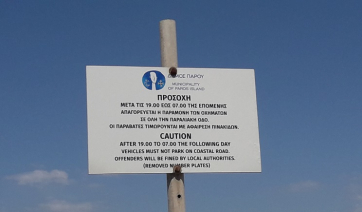 ΔΗΜΟΣ ΠΑΡΟΥ
MUNICIPALITY
OF PAROS ISLAND
ΠΡΟΣΟΧΗ
ΜΕΤΑ ΤΙΣ 19.00 ΕΩΣ 07.00 ΤΗΣ ΕΠΟΜΕΝΗΣ
ΑΠΑΓΟΡΕΥΕΤΑΙ Η ΠΑΡΑΜΟΝΗ ΤΩΝ ΟΧΗΜΑΤΩΝ
ΣΕ ΟΛΗ ΤΗΝ ΠΑΡΑΛΙΑΚΗ ΟΔΟ.
ΟΙ ΠΑΡΑΒΑΤΕΣ ΤΙΜΩΡΟΥΝΤΑΙ ΜΕ ΑΦΑΙΡΕΣΗ ΠΙΝΑΚΙΔΩΝ.
CAUTION
AFTER 19.00 TO 07.00 THE FOLLOWING DAY
VEHICLES MUST NOT PARK ON COASTAL ROAD.
OFFENDERS WILL BE FINED BY LOCAL AUTHORITIES.
(REMOVED NUMBER PLATES)